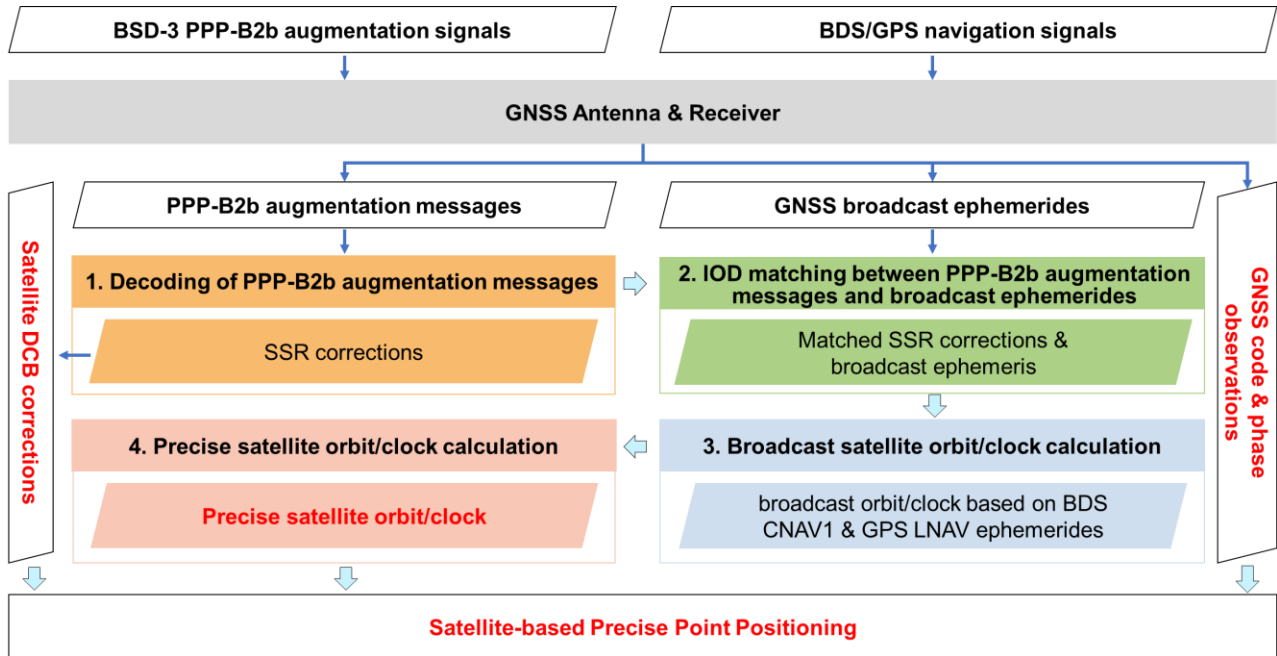 BSD-3 PPP-B2b augmentation signals
BDS/GPS navigation signals
GNSS Antenna & Receiver
PPP-B2b augmentation messages
GNSS broadcast ephemerides
Satellite DCB corrections
1. Decoding of PPP-B2b augmentation messages
SSR corrections
2. IOD matching between PPP-B2b augmentation
messages and broadcast ephemerides
Matched SSR corrections &
broadcast ephemeris
GNSS code & phase
observations
4. Precise satellite orbit/clock calculation
Precise satellite orbit/clock
3. Broadcast satellite orbit/clock calculation
broadcast orbit/clock based on BDS
CNAV1 & GPS LNAV ephemerides
Satellite-based Precise Point Positioning